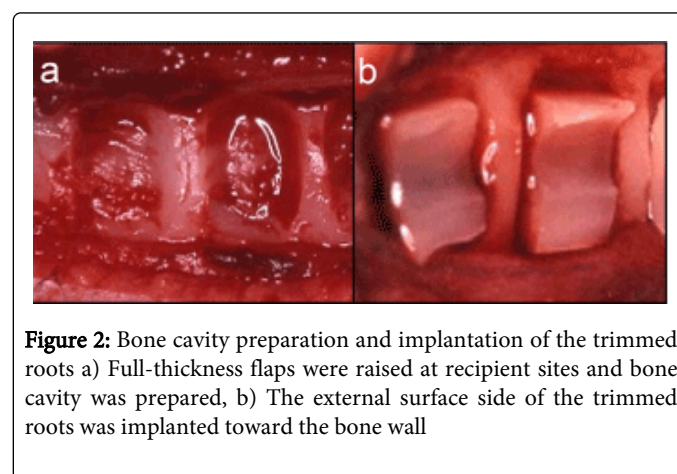 a b
Figure 2: Bone cavity preparation and implantation of the trimmed
roots a) Full-thickness flaps were raised at recipient sites and bone
cavity was prepared, b) The external surface side of the trimmed
roots was implanted toward the bone wall